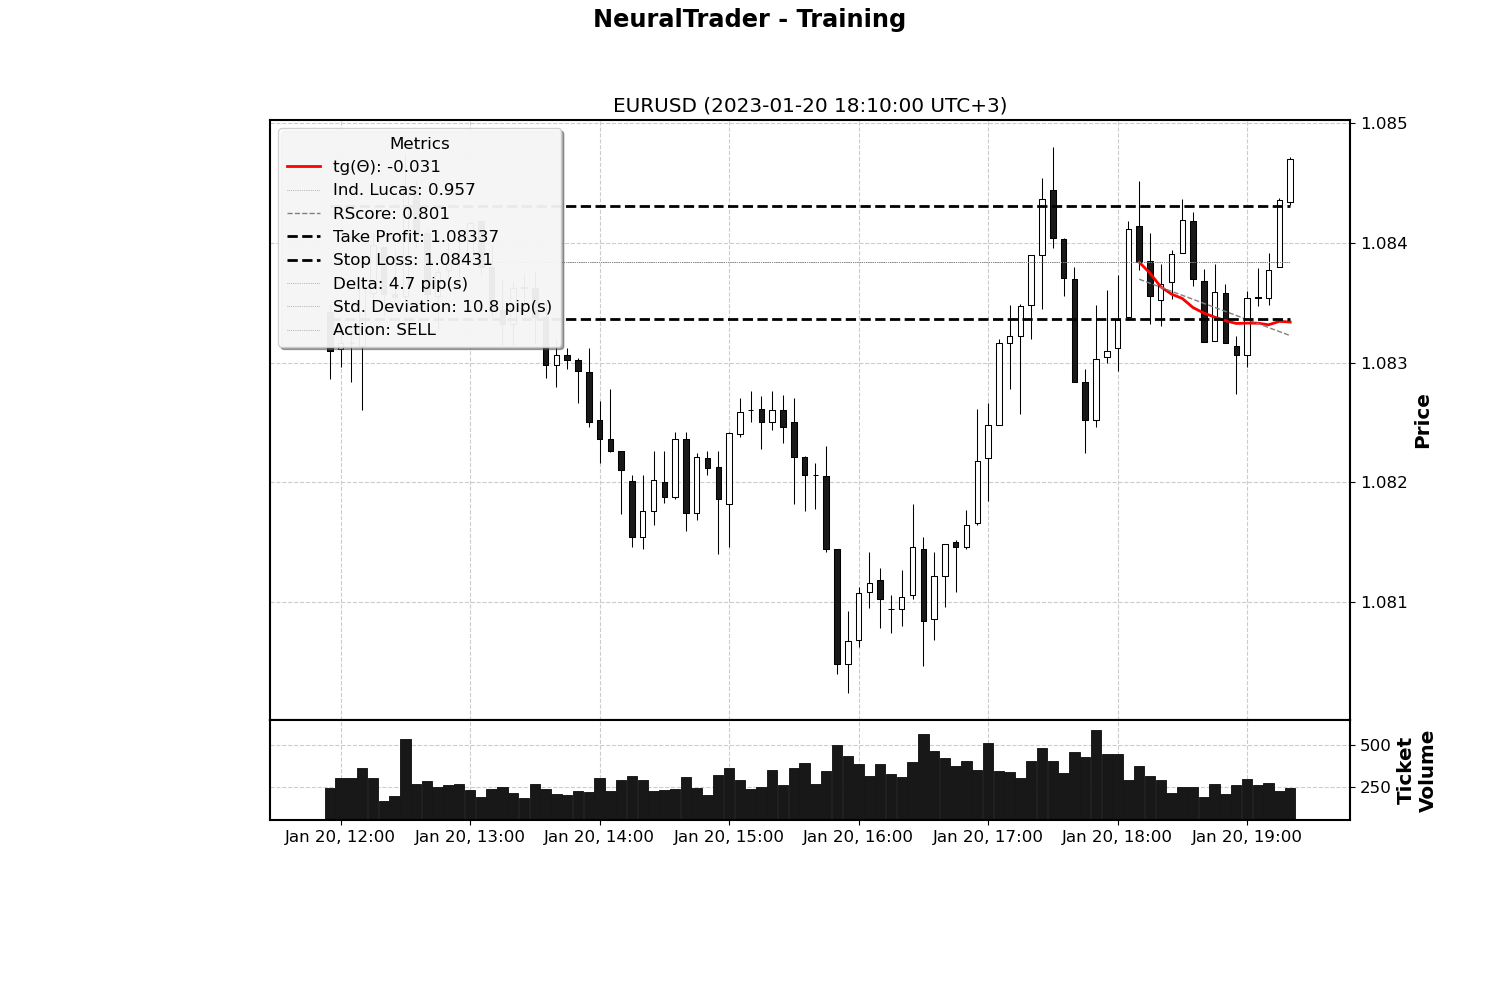 NeuralTrader - Training
EURUSD (2023-01-20 18:10:00 UTC+3)
Metrics
tg(Θ): -0.031
Ind. Lucas: 0.957
RScore: 0.801
Take Profit: 1.08337
Stop Loss: 1.08431
Delta: 4.7 pip(s)
Std. Deviation: 10.8 pip(s)
Action: SELL
1.085
1.084
1.083
1.082
1.081
Price
500
250
Ticket
Volume
Jan 20, 12:00
Jan 20, 13:00
Jan 20, 14:00
Jan 20, 15:00
Jan 20, 16:00
Jan 20, 17:00
Jan 20, 18:00
Jan 20, 19:00